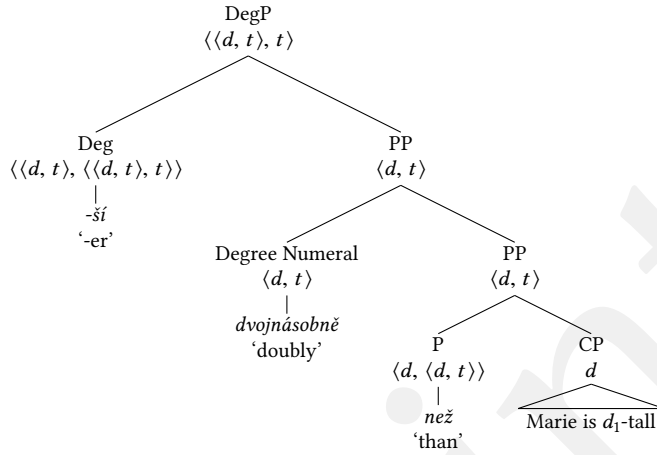 DegP
⟨⟨d, t⟩, t⟩
Deg
⟨⟨d, t⟩, ⟨⟨d, t⟩, t⟩⟩
-ší
‘-er’
PP
⟨d, t⟩
Degree Numeral
⟨d, t⟩
dvojnásobně
‘doubly’
PP
⟨d, t⟩
P
⟨d, ⟨d, t⟩⟩
než
‘than’
CP
d
Marie is d₁-tall